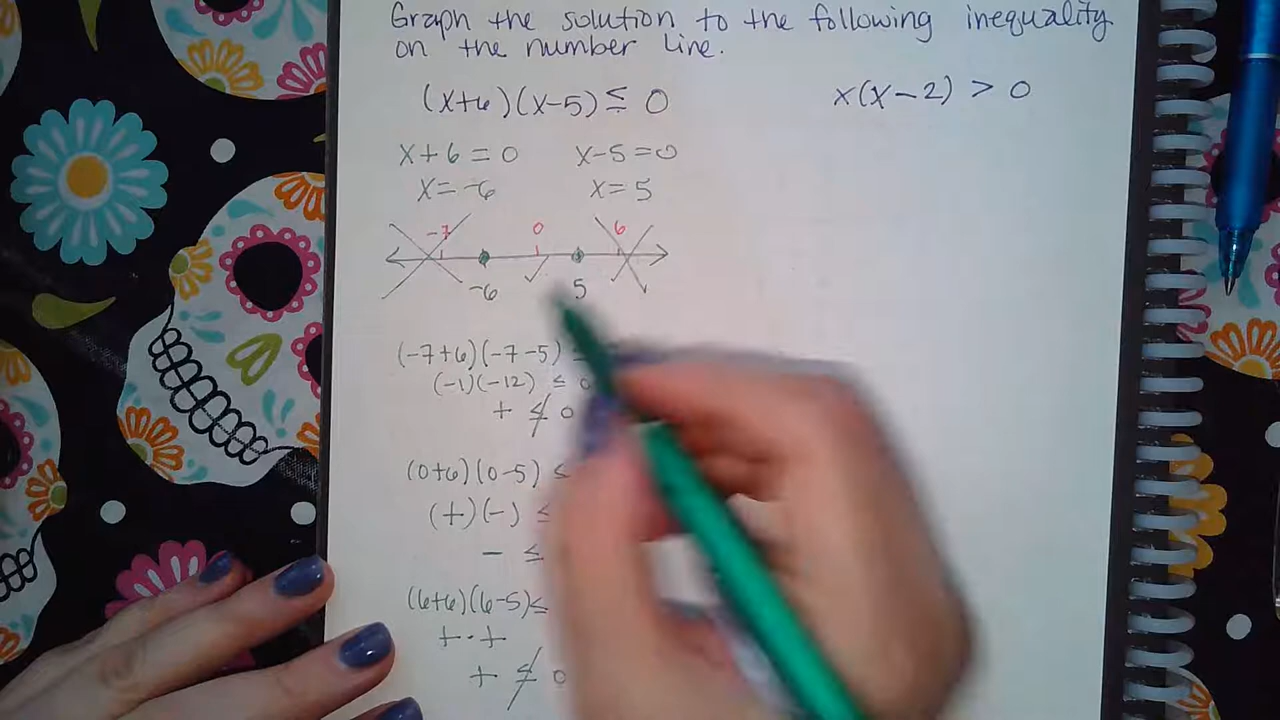 Graph the solution to the following inequality
on the number line.
(x+6)(x-5) ≤ 0
x+6=0 x-5=0
x=-6 x=5
-7 0 6
-6 5
(-7+6)(-7-5)
(-1)(-12) ≤ 0
+ ≰ 0
(0+6)(0-5) ≤
(+)(-) ≤
- ≤
(6+6)(6-5) ≤
+·+
+ ≰ 0
x(x-2) > 0